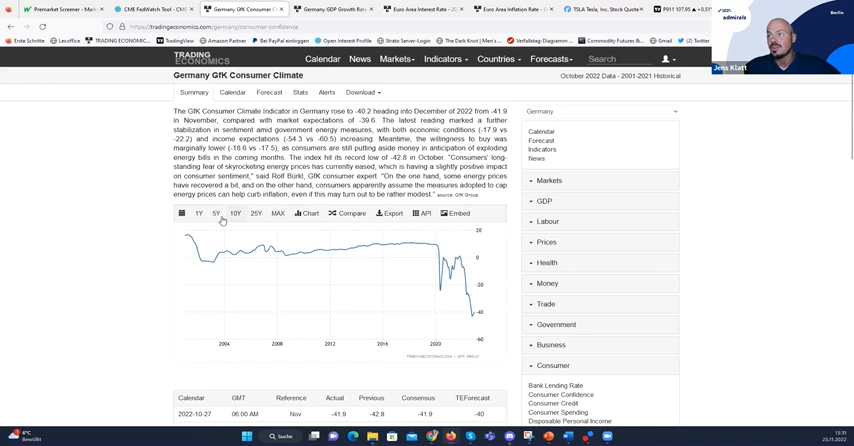 Premarket Screener - Mark
CME FedWatch Tool - CME
Germany GfK Consumer C
Germany GDP Growth Rate
Euro Area Interest Rate - 20
Euro Area Inflation Rate -
TSLA Tesla, Inc. Stock Quote
P911 107.95 ▲ +0.51
https://tradingeconomics.com/germany/consumer-confidence
Erste Schritte
Lexoffice
TRADING ECONOMIC...
TradingView
Amazon Partner
PayPal Bei PayPal einloggen
Open Interest Profile
Strato Server-Login
The Dark Knot | Men's...
Verfallstag-Diagramm ...
Commodity Futures &...
Gmail
(2) Twitter
admirals
Berlin
Jens Klatt
TRADING
ECONOMICS
Calendar News Markets Indicators Countries Forecasts Search
Germany GfK Consumer Climate
October 2022 Data - 2001-2021 Historical
Summary Calendar Forecast Stats Alerts Download
The GfK Consumer Climate Indicator in Germany rose to -40.2 heading into December of 2022 from -41.9
in November, compared with market expectations of -39.6. The latest reading marked a further
stabilization in sentiment amid government energy measures, with both economic conditions (-17.9 vs
-22.2) and income expectations (-54.3 vs -60.5) increasing. Meantime, the willingness to buy was
marginally lower (-18.6 vs -17.5), as consumers are still putting aside money in anticipation of exploding
energy bills in the coming months. The index hit its record low of -42.8 in October. "Consumers' long-
standing fear of skyrocketing energy prices has currently eased, which is having a slightly positive impact
on consumer sentiment," said Rolf Bürkl, GfK consumer expert. "On the one hand, some energy prices
have recovered a bit, and on the other hand, consumers apparently assume the measures adopted to cap
energy prices can help curb inflation, even if this may turn out to be rather modest." source: GfK Group
1Y 5Y 10Y 25Y MAX Chart Compare Export API Embed
20
0
-20
-40
-60
2004 2008 2012 2016 2020
TRADINGECONOMICS.COM | GFK GROUP
Calendar GMT Reference Actual Previous Consensus TEForecast
2022-10-27 06:00 AM Nov -41.9 -42.8 -41.9 -40
Germany
Calendar
Forecast
Indicators
News
Markets
GDP
Labour
Prices
Health
Money
Trade
Government
Business
Consumer
Bank Lending Rate
Consumer Confidence
Consumer Credit
Consumer Spending
Disposable Personal Income
6°C
Bewölkt
Suche
15:31
25.11.2022